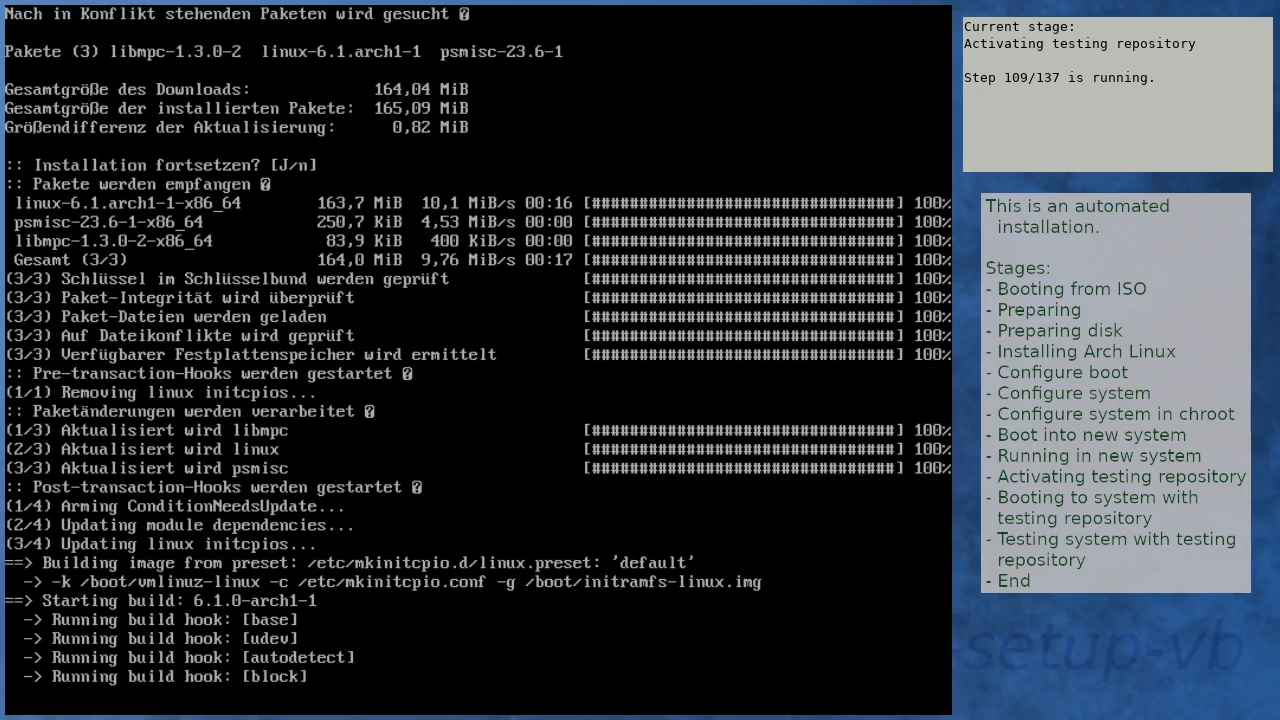 Nach in Konflikt stehenden Paketen wird gesucht �
Pakete (3) libmpc-1.3.0-2  linux-6.1.arch1-1  psmisc-23.6-1
Gesamtgröße des Downloads:             164,04 MiB
Gesamtgröße der installierten Pakete:  165,09 MiB
Größendifferenz der Aktualisierung:      0,82 MiB
:: Installation fortsetzen? [J/n]
:: Pakete werden empfangen �
linux-6.1.arch1-1-x86_64        163,7 MiB  10,1 MiB/s 00:16 [################################] 100%
psmisc-23.6-1-x86_64            250,7 KiB  4,53 MiB/s 00:00 [################################] 100%
libmpc-1.3.0-2-x86_64            83,9 KiB   400 KiB/s 00:00 [################################] 100%
Gesamt (3/3)                    164,0 MiB  9,76 MiB/s 00:17 [################################] 100%
(3/3) Schlüssel im Schlüsselbund werden geprüft              [################################] 100%
(3/3) Paket-Integrität wird überprüft                        [################################] 100%
(3/3) Paket-Dateien werden geladen                           [################################] 100%
(3/3) Auf Dateikonflikte wird geprüft                        [################################] 100%
(3/3) Verfügbarer Festplattenspeicher wird ermittelt         [################################] 100%
:: Pre-transaction-Hooks werden gestartet �
(1/1) Removing linux initcpios...
:: Paketänderungen werden verarbeitet �
(1/3) Aktualisiert wird libmpc                               [################################] 100%
(2/3) Aktualisiert wird linux                                [################################] 100%
(3/3) Aktualisiert wird psmisc                               [################################] 100%
:: Post-transaction-Hooks werden gestartet �
(1/4) Arming ConditionNeedsUpdate...
(2/4) Updating module dependencies...
(3/4) Updating linux initcpios...
==> Building image from preset: /etc/mkinitcpio.d/linux.preset: 'default'
-> -k /boot/vmlinuz-linux -c /etc/mkinitcpio.conf -g /boot/initramfs-linux.img
==> Starting build: 6.1.0-arch1-1
-> Running build hook: [base]
-> Running build hook: [udev]
-> Running build hook: [autodetect]
-> Running build hook: [block]
Current stage:
Activating testing repository
Step 109/137 is running.
This is an automated
installation.
Stages:
- Booting from ISO
- Preparing
- Preparing disk
- Installing Arch Linux
- Configure boot
- Configure system
- Configure system in chroot
- Boot into new system
- Running in new system
- Activating testing repository
- Booting to system with
testing repository
- Testing system with testing
repository
- End
-setup-vb